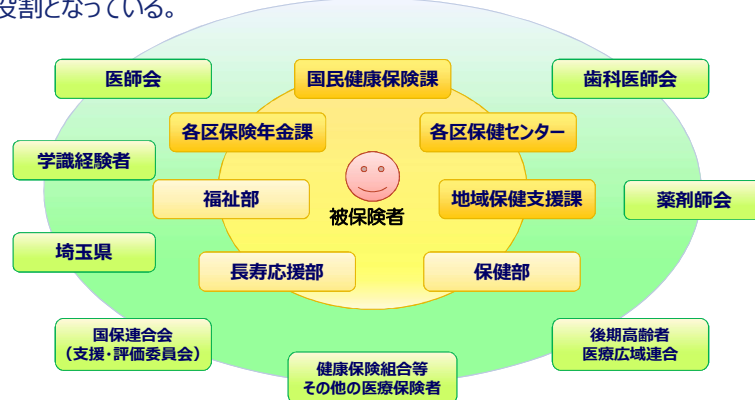 役割となっている。
医師会
国民健康保険課
歯科医師会
各区保険年金課
各区保健センター
学識経験者
福祉部
被保険者
地域保健支援課
薬剤師会
埼玉県
長寿応援部
保健部
国保連合会
（支援・評価委員会）
健康保険組合等
その他の医療保険者
後期高齢者
医療広域連合